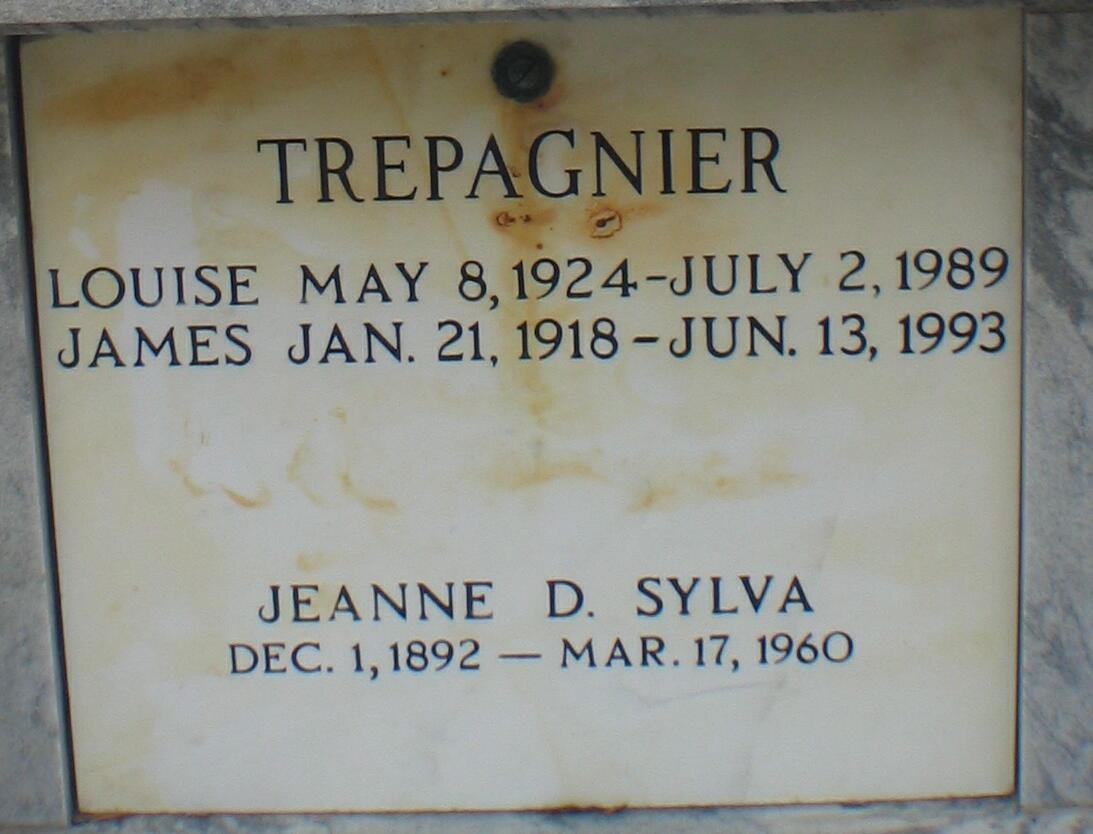 TREPAGNIER
LOUISE MAY 8, 1924-JULY 2, 1989
JAMES JAN. 21, 1918-JUN. 13, 1993
JEANNE D. SYLVA
DEC. 1, 1892 — MAR. 17, 1960